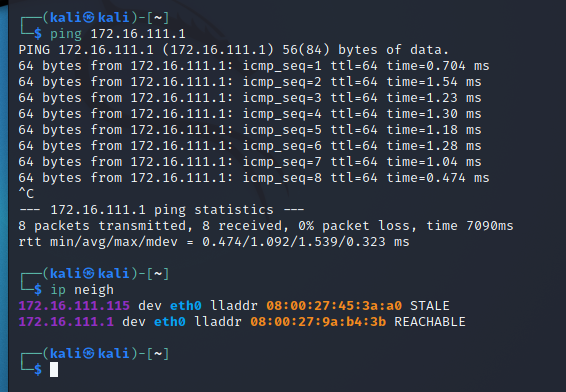 ┌──(kali㉿kali)-[~]
└─$ ping 172.16.111.1
PING 172.16.111.1 (172.16.111.1) 56(84) bytes of data.
64 bytes from 172.16.111.1: icmp_seq=1 ttl=64 time=0.704 ms
64 bytes from 172.16.111.1: icmp_seq=2 ttl=64 time=1.54 ms
64 bytes from 172.16.111.1: icmp_seq=3 ttl=64 time=1.23 ms
64 bytes from 172.16.111.1: icmp_seq=4 ttl=64 time=1.30 ms
64 bytes from 172.16.111.1: icmp_seq=5 ttl=64 time=1.18 ms
64 bytes from 172.16.111.1: icmp_seq=6 ttl=64 time=1.28 ms
64 bytes from 172.16.111.1: icmp_seq=7 ttl=64 time=1.04 ms
64 bytes from 172.16.111.1: icmp_seq=8 ttl=64 time=0.474 ms
^C
--- 172.16.111.1 ping statistics ---
8 packets transmitted, 8 received, 0% packet loss, time 7090ms
rtt min/avg/max/mdev = 0.474/1.092/1.539/0.323 ms
┌──(kali㉿kali)-[~]
└─$ ip neigh
172.16.111.115 dev eth0 lladdr 08:00:27:45:3a:a0 STALE
172.16.111.1 dev eth0 lladdr 08:00:27:9a:b4:3b REACHABLE
┌──(kali㉿kali)-[~]
└─$